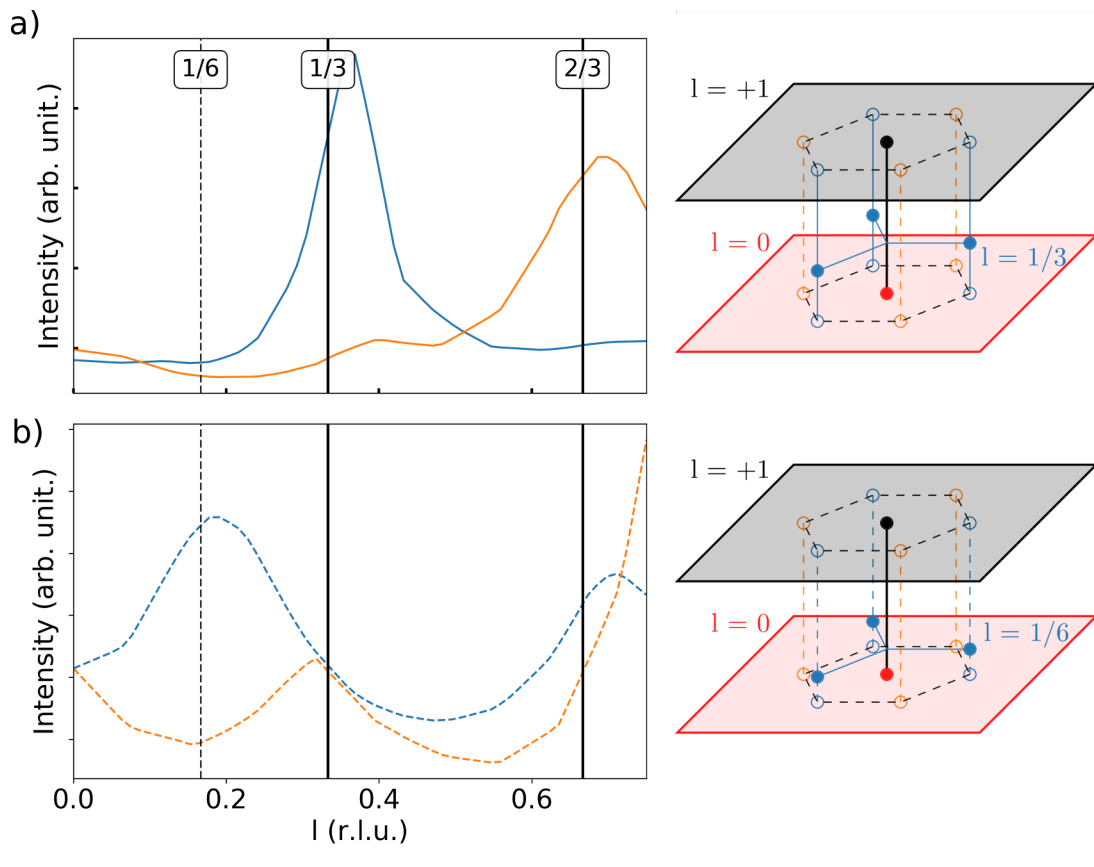 a)
Intensity (arb. unit.)
1/6
1/3
2/3
l = +1
l = 0
l = 1/3
b)
Intensity (arb. unit.)
l = +1
l = 0
l = 1/6
0.0
0.2
0.4
0.6
l (r.l.u.)